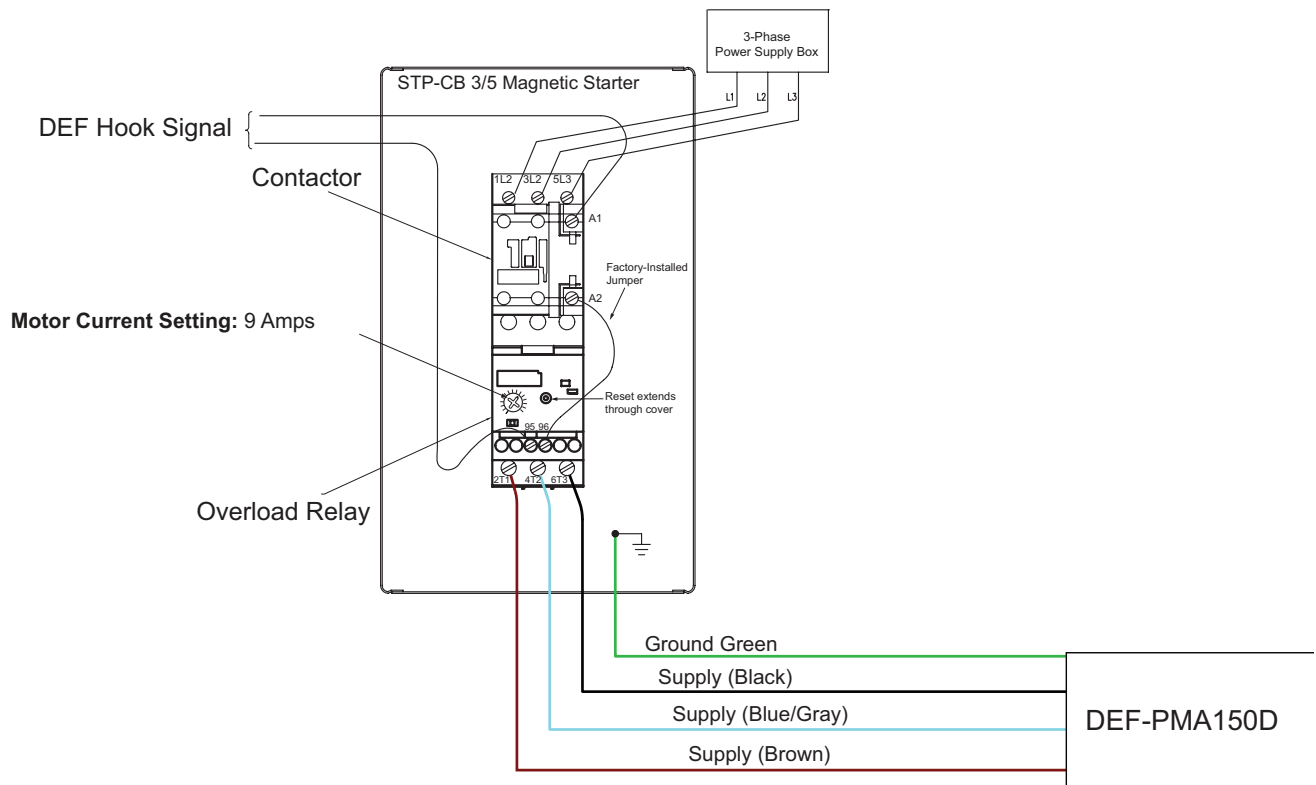 3-Phase
Power Supply Box
L1 L2 L3
STP-CB 3/5 Magnetic Starter
DEF Hook Signal
Contactor
1L2 3L2 5L3
A1
Factory-Installed
Jumper
A2
Motor Current Setting: 9 Amps
Reset extends
through cover
95 96
2T1 4T2 6T3
Overload Relay
Ground Green
Supply (Black)
Supply (Blue/Gray)
Supply (Brown)
DEF-PMA150D